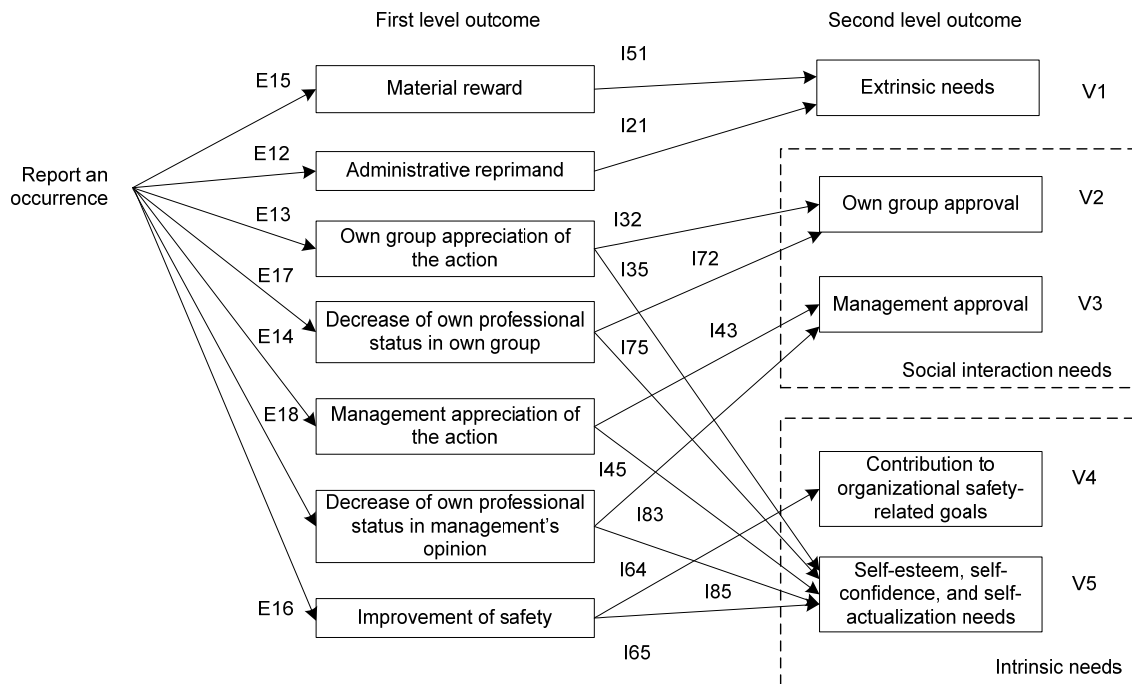 First level outcome
Second level outcome
I51
E15
Material reward
Extrinsic needs
V1
I21
E12
Report an
occurrence
Administrative reprimand
E13
I32
Own group approval
V2
Own group appreciation of
the action
I35
I72
E17
Decrease of own professional
status in own group
Management approval
V3
E14
I75
I43
Social interaction needs
E18
Management appreciation of
the action
I45
Contribution to
organizational safety-
related goals
V4
Decrease of own professional
status in management's
opinion
I83
I64
Self-esteem, self-
confidence, and self-
actualization needs
V5
I85
E16
Improvement of safety
I65
Intrinsic needs